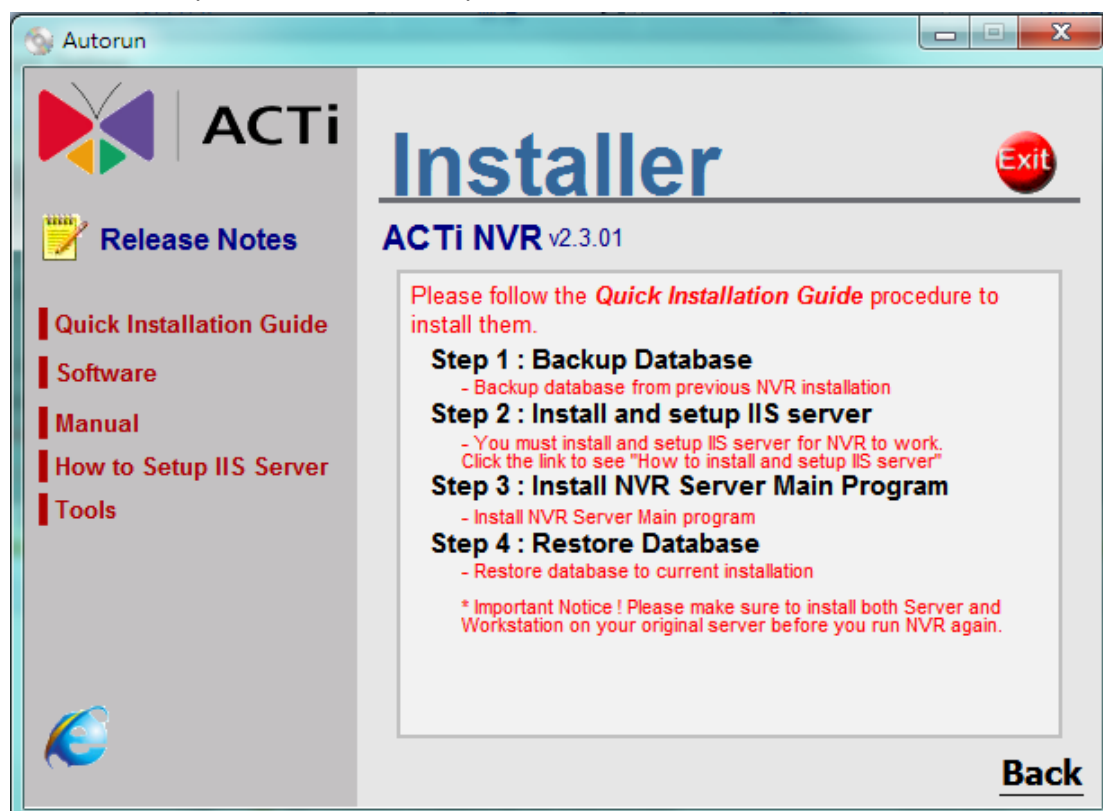 Autorun
ACTi
Installer
Exit
Release Notes
ACTi NVR v2.3.01
Quick Installation Guide
Software
Manual
How to Setup IIS Server
Tools
Please follow the Quick Installation Guide procedure to
install them.
Step 1 : Backup Database
- Backup database from previous NVR installation
Step 2 : Install and setup IIS server
- You must install and setup IIS server for NVR to work.
Click the link to see "How to install and setup IIS server"
Step 3 : Install NVR Server Main Program
- Install NVR Server Main program
Step 4 : Restore Database
- Restore database to current installation
* Important Notice ! Please make sure to install both Server and
Workstation on your original server before you run NVR again.
Back